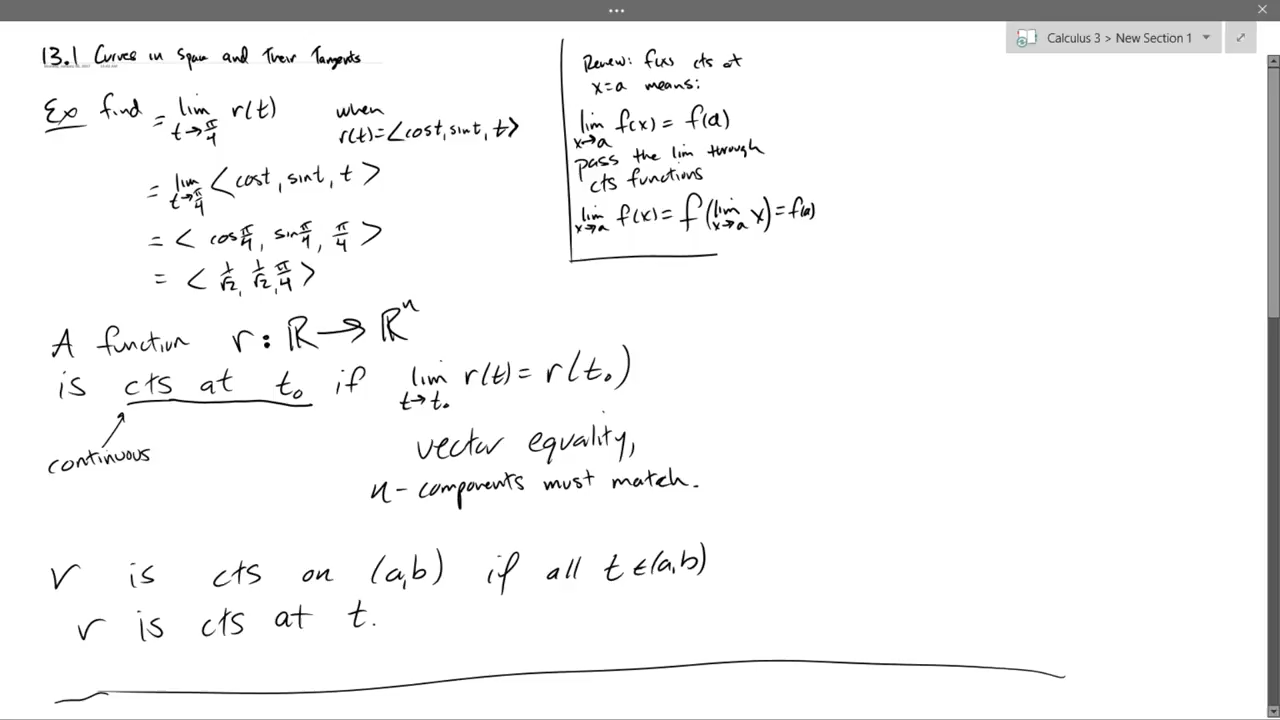 Calculus 3 > New Section 1
13.1 Curves in Span and Their Tangents
Ex find = lim t→π/4 r(t) when r(t)=<cost, sint, t>
= lim t→π/4 <cost, sint, t>
= < cos π/4, sin π/4, π/4 >
= < 1/√2, 1/√2, π/4 >
Review: f(x) cts at
x=a means:
lim x→a f(x) = f(a)
pass the lim through
cts functions
lim x→a f(x) = f(lim x→a x) = f(a)
A function r: ℝ → ℝⁿ
is cts at t₀ if lim t→t₀ r(t) = r(t₀)
continuous
vector equality,
n-components must match.
r is cts on (a,b) if all t∈(a,b)
r is cts at t.